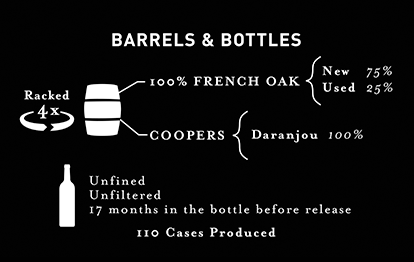 BARRELS & BOTTLES
Racked
4x
100% FRENCH OAK
New 75%
Used 25%
COOPERS
Daranjou 100%
Unfined
Unfiltered
17 months in the bottle before release
110 Cases Produced